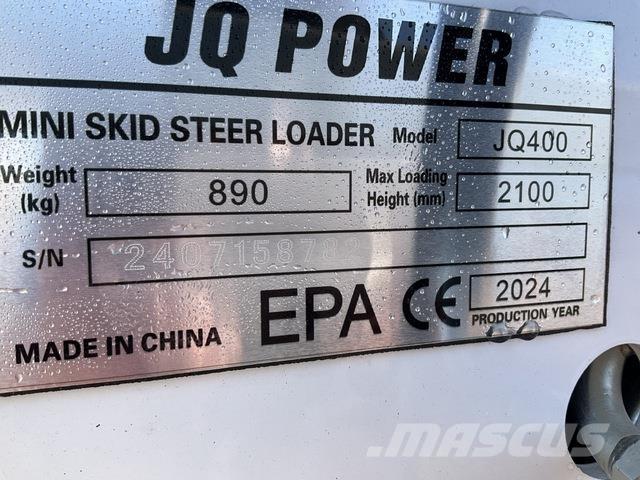 JQ POWER
MINI SKID STEER LOADER Model JQ400
Weight (kg) 890 Max Loading Height (mm) 2100
S/N
EPA CE 2024
PRODUCTION YEAR
MADE IN CHINA
MASCUS